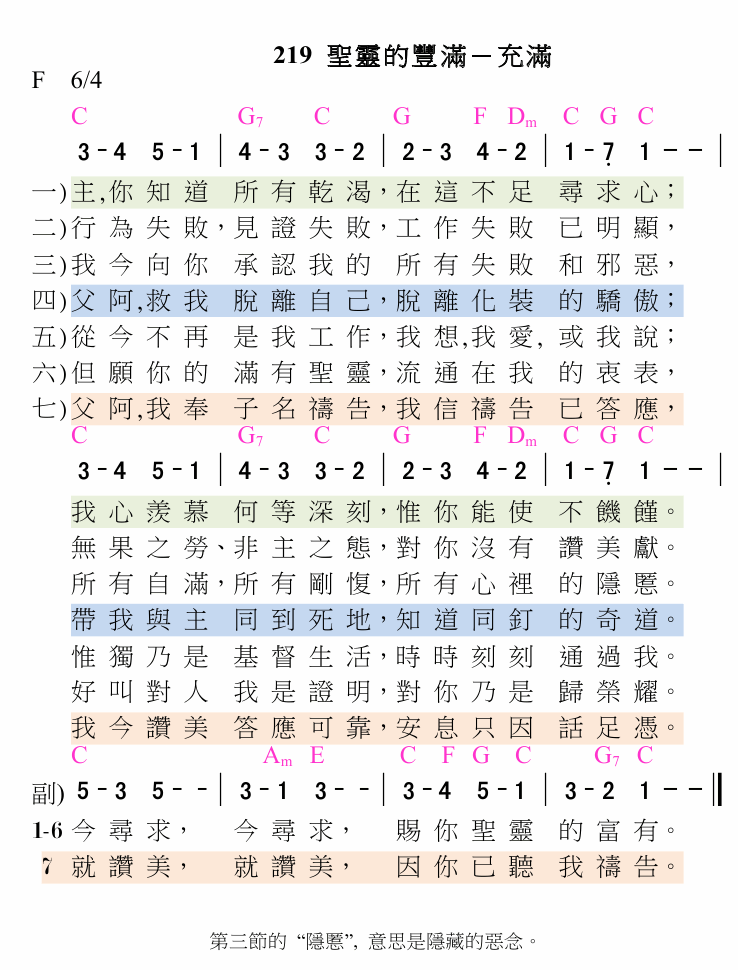 219 聖靈的豐滿－充滿
F 6/4
C G7 C G F Dm C G C
3 - 4 5 - 1 | 4 - 3 3 - 2 | 2 - 3 4 - 2 | 1 - 7̣ 1 - - |
一)主,你知道 所有乾渴，在這不足 尋求心；
二)行為失敗，見證失敗，工作失敗 已明顯，
三)我今向你 承認我的 所有失敗 和邪惡，
四)父阿,救我 脫離自己，脫離化裝 的驕傲；
五)從今不再 是我工作，我想,我愛, 或我說；
六)但願你的 滿有聖靈，流通在我 的衷表，
七)父阿,我奉 子名禱告，我信禱告 已答應，
C G7 C G F Dm C G C
3 - 4 5 - 1 | 4 - 3 3 - 2 | 2 - 3 4 - 2 | 1 - 7̣ 1 - - |
我心羨慕 何等深刻，惟你能使 不饑饉。
無果之勞、非主之態，對你沒有 讚美獻。
所有自滿，所有剛愎，所有心裡 的隱慝。
帶我與主 同到死地，知道同釘 的奇道。
惟獨乃是 基督生活，時時刻刻 通過我。
好叫對人 我是證明，對你乃是 歸榮耀。
我今讚美 答應可靠，安息只因 話足憑。
C Am E C F G C G7 C
副) 5 - 3 5 - - | 3 - 1 3 - - | 3 - 4 5 - 1 | 3 - 2 1 - - ‖
1-6 今尋求， 今尋求， 賜你聖靈 的富有。
7 就讚美， 就讚美， 因你已聽 我禱告。
第三節的 “隱慝”, 意思是隱藏的惡念。